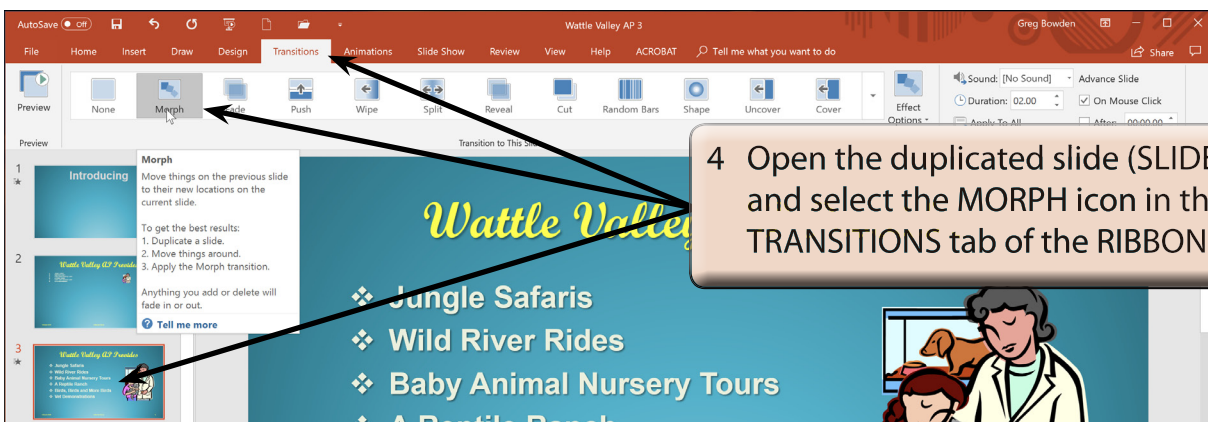 AutoSave Off Wattle Valley AP 3 Greg Bowden
File Home Insert Draw Design Transitions Animations Slide Show Review View Help ACROBAT Tell me what you want to do Share
Preview None Morph Fade Push Wipe Split Reveal Cut Random Bars Shape Uncover Cover Effect
Options
Sound: [No Sound] Advance Slide
Duration: 02.00 On Mouse Click
Apply To All After: 00:00.00
Preview Transition to This
4 Open the duplicated slide (SLIDE
and select the MORPH icon in th
TRANSITIONS tab of the RIBBON
1
Introducing
Morph
Move things on the previous slide
to their new locations on the
current slide.
To get the best results:
1. Duplicate a slide.
2. Move things around.
3. Apply the Morph transition.
Anything you add or delete will
fade in or out.
Tell me more
2
Wattle Valley AP Provides
3
Wattle Valley AP Provides
Jungle Safaris
Wild River Rides
Baby Animal Nursery Tours
A Reptile Ranch
Birds, Birds and More Birds
Vet Demonstrations
Wattle Valley
❖ Jungle Safaris
❖ Wild River Rides
❖ Baby Animal Nursery Tours
❖ A Reptile Ranch